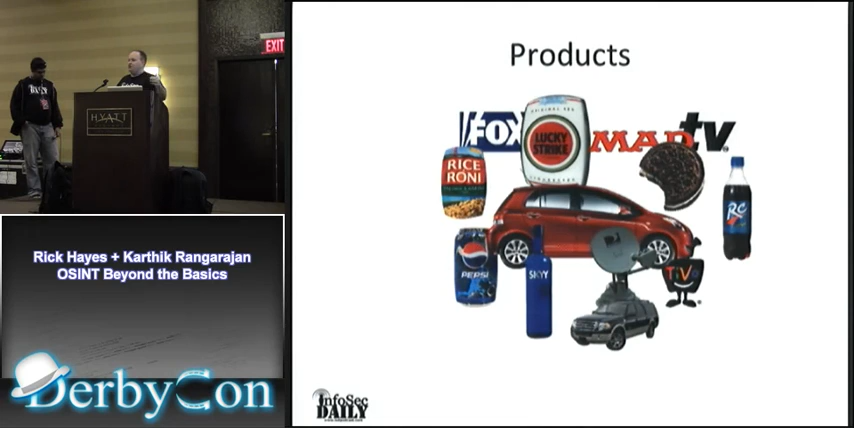 EXIT
HYATT
Rick Hayes + Karthik Rangarajan
OSINT Beyond the Basics
DerbyCon
Products
FOX
LUCKY
STRIKE
MAD tv
RICE
RONI
RC
PEPSI
SKYY
TiVo
InfoSec
DAILY